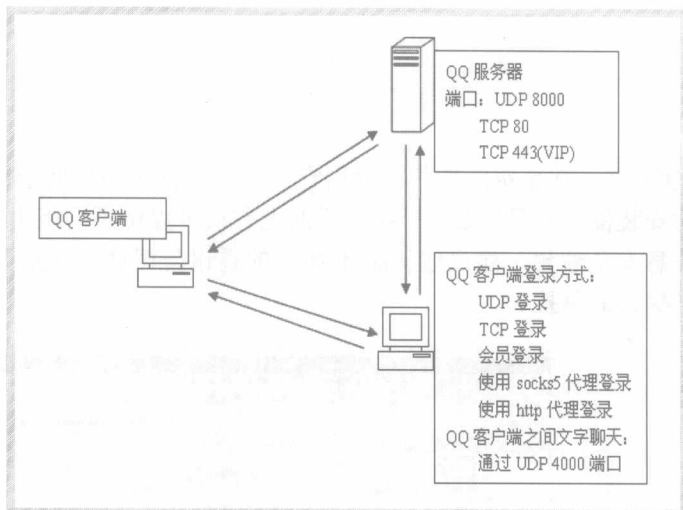 QQ 服务器
端口：UDP 8000
TCP 80
TCP 443(VIP)
QQ 客户端
QQ 客户端登录方式：
UDP 登录
TCP 登录
会员登录
使用 socks5 代理登录
使用 http 代理登录
QQ 客户端之间文字聊天：
通过 UDP 4000 端口